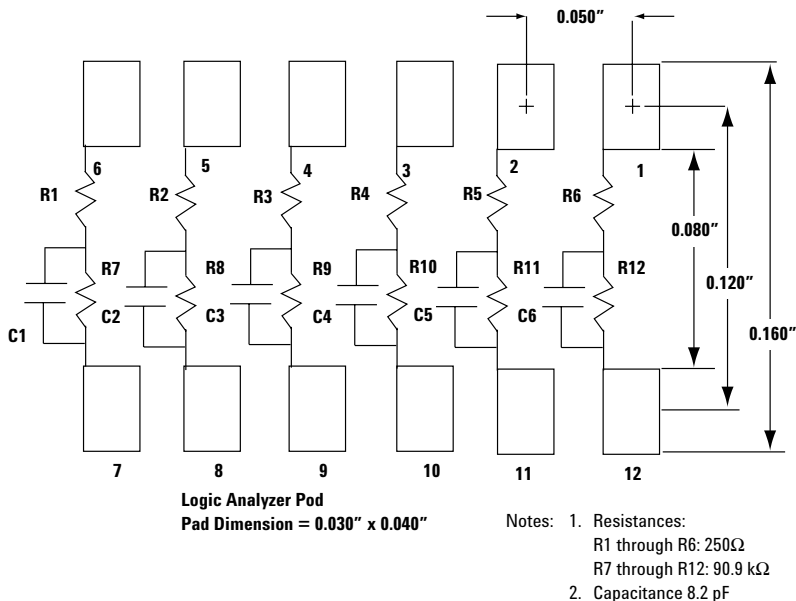 0.050″
6 5 4 3 2 1
R1 R2 R3 R4 R5 R6
0.080″
R7 R8 R9 R10 R11 R12
0.120″
C1 C2 C3 C4 C5 C6
0.160″
7 8 9 10 11 12
Logic Analyzer Pod
Pad Dimension = 0.030″ x 0.040″
Notes: 1. Resistances:
R1 through R6: 250Ω
R7 through R12: 90.9 kΩ
2. Capacitance 8.2 pF